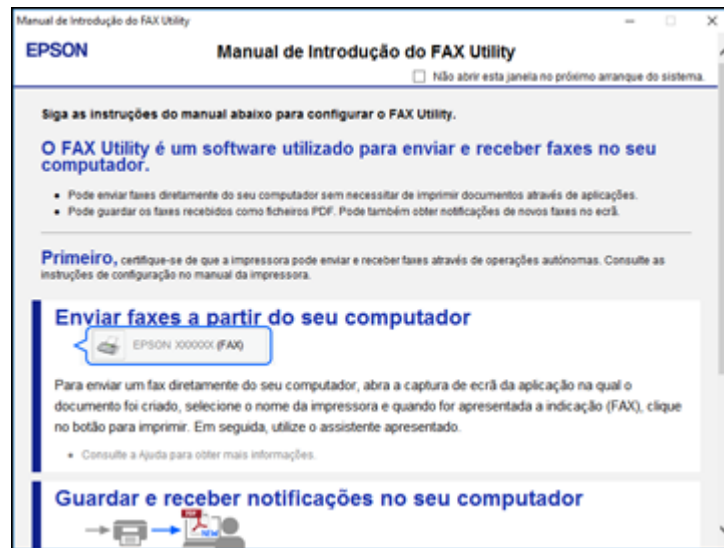 Manual de Introdução do FAX Utility
EPSON
Manual de Introdução do FAX Utility
Não abrir esta janela no próximo arranque do sistema.
Siga as instruções do manual abaixo para configurar o FAX Utility.
O FAX Utility é um software utilizado para enviar e receber faxes no seu
computador.
• Pode enviar faxes diretamente do seu computador sem necessitar de imprimir documentos através de aplicações.
• Pode guardar os faxes recebidos como ficheiros PDF. Pode também obter notificações de novos faxes no ecrã.
Primeiro, certifique-se de que a impressora pode enviar e receber faxes através de operações autónomas. Consulte as
instruções de configuração no manual da impressora.
Enviar faxes a partir do seu computador
EPSON XXXXXX (FAX)
Para enviar um fax diretamente do seu computador, abra a captura de ecrã da aplicação na qual o
documento foi criado, selecione o nome da impressora e quando for apresentada a indicação (FAX), clique
no botão para imprimir. Em seguida, utilize o assistente apresentado.
• Consulte a Ajuda para obter mais informações.
Guardar e receber notificações no seu computador
PDF
NEW